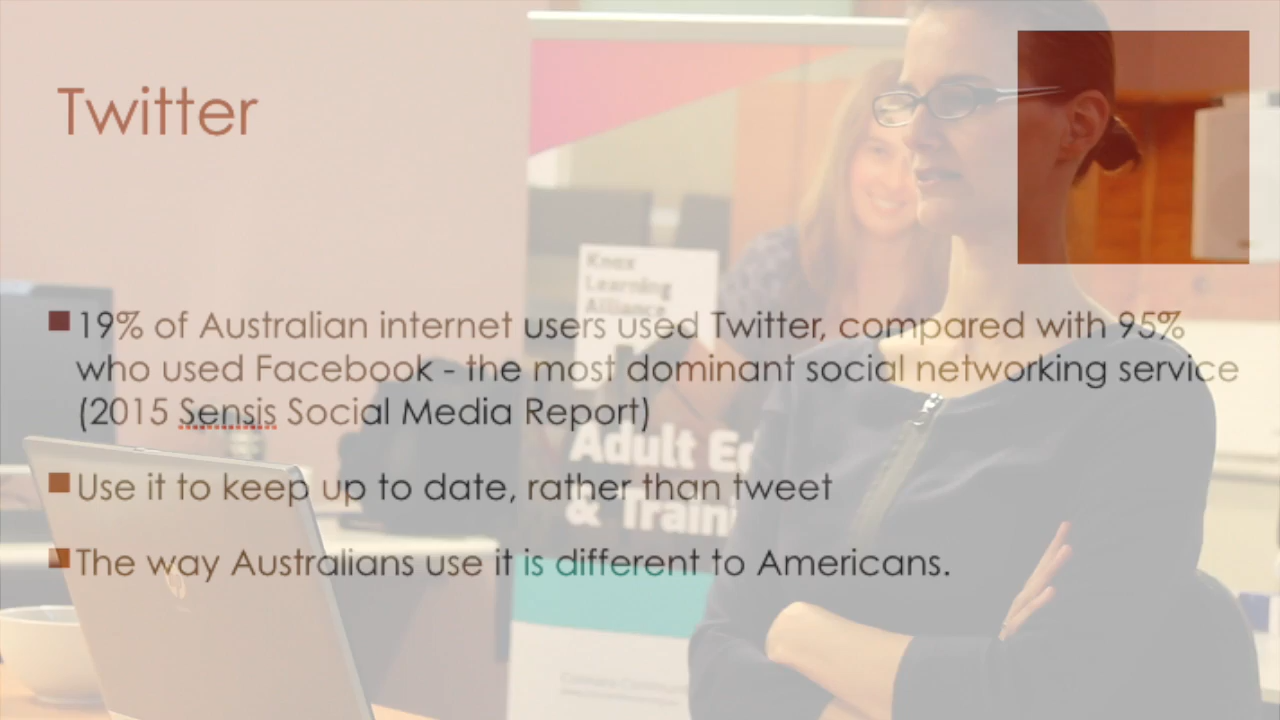 Twitter
Knox
Learning
Alliance
19% of Australian internet users used Twitter, compared with 95%
who used Facebook - the most dominant social networking service
(2015 Sensis Social Media Report)
Adult
Use it to keep up to date, rather than tweet
&
The way Australians use it is different to Americans.
hp